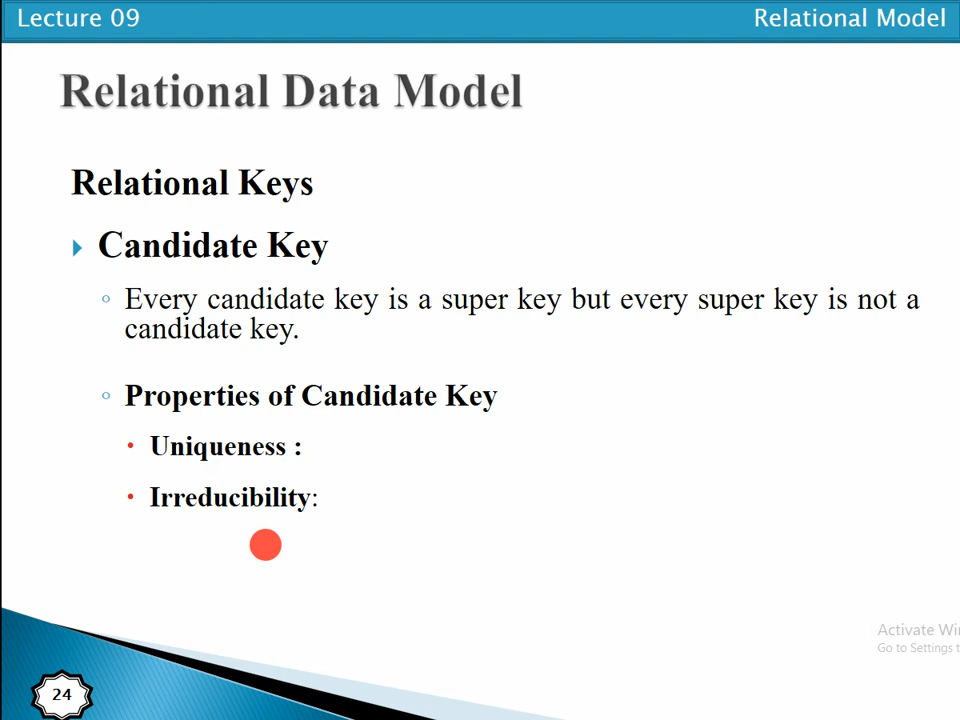 Lecture 09
Relational Model
Relational Data Model
Relational Keys
Candidate Key
Every candidate key is a super key but every super key is not a
candidate key.
Properties of Candidate Key
Uniqueness :
Irreducibility:
Activate
Go to Settings
24